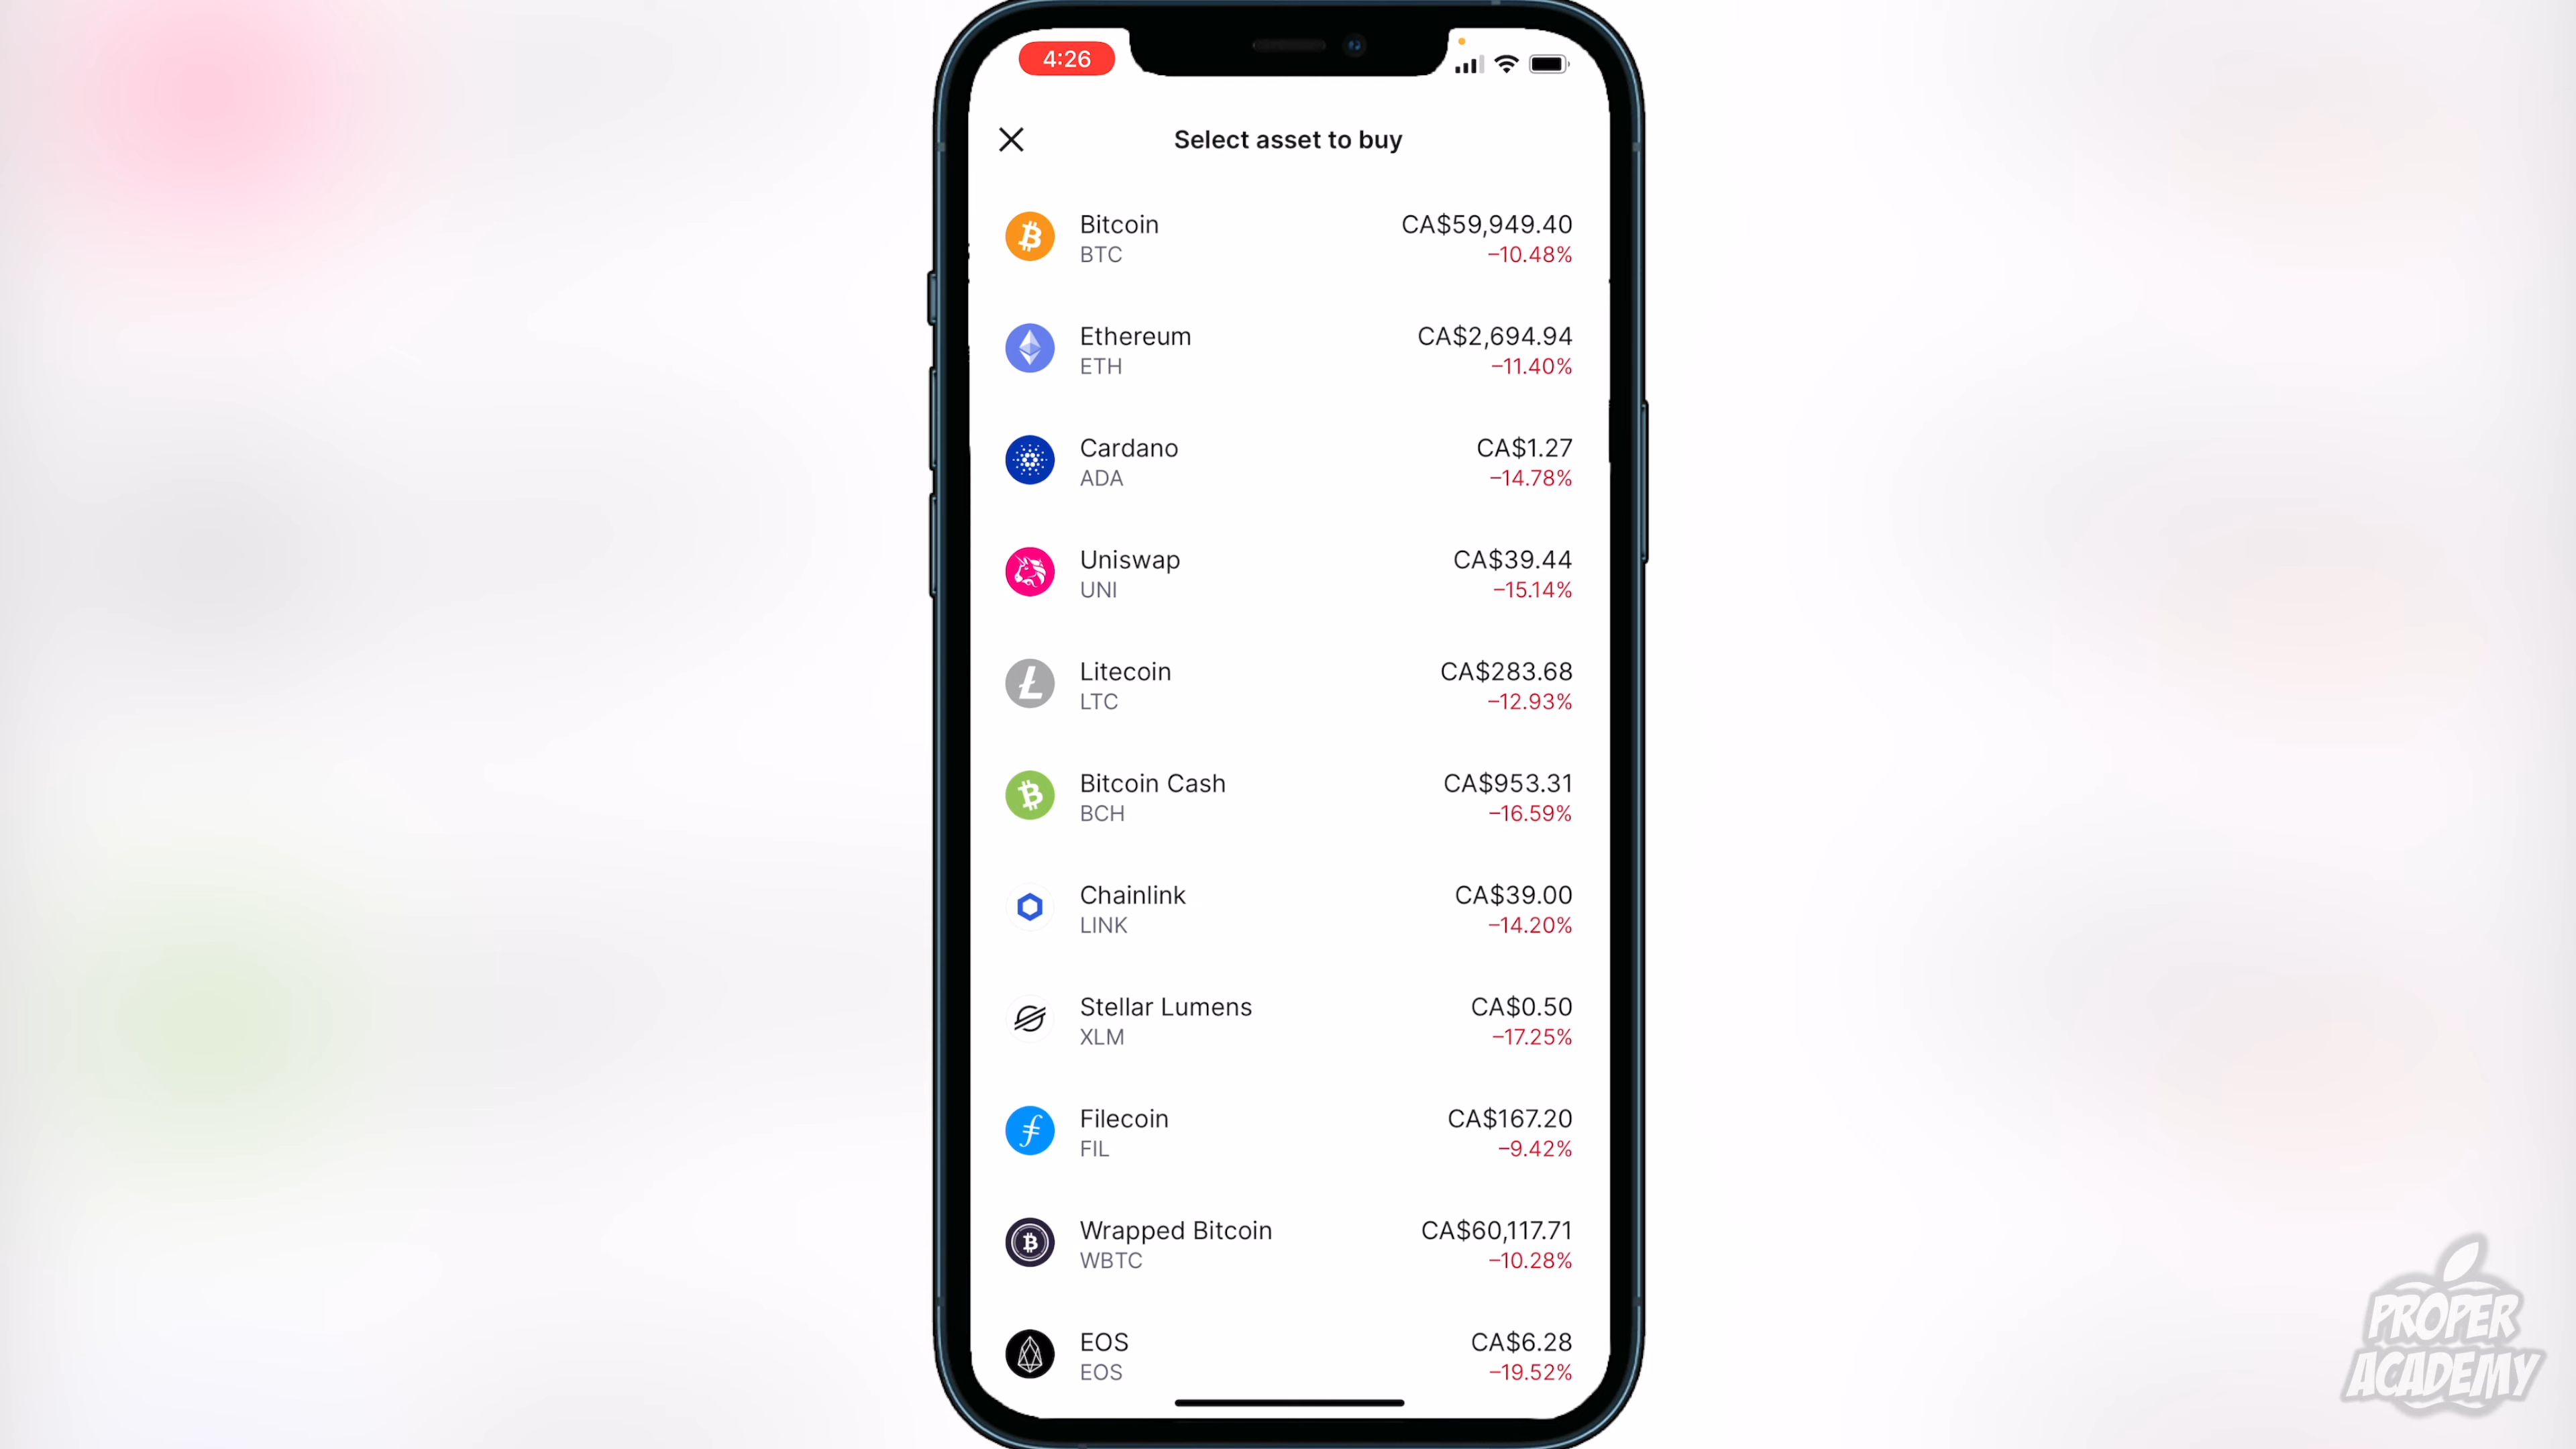 4:26
Select asset to buy
Bitcoin CA$59,949.40
BTC −10.48%
Ethereum CA$2,694.94
ETH −11.40%
Cardano CA$1.27
ADA −14.78%
Uniswap CA$39.44
UNI −15.14%
Litecoin CA$283.68
LTC −12.93%
Bitcoin Cash CA$953.31
BCH −16.59%
Chainlink CA$39.00
LINK −14.20%
Stellar Lumens CA$0.50
XLM −17.25%
Filecoin CA$167.20
FIL −9.42%
Wrapped Bitcoin CA$60,117.71
WBTC −10.28%
EOS CA$6.28
EOS −19.52%
PROPER
ACADEMY